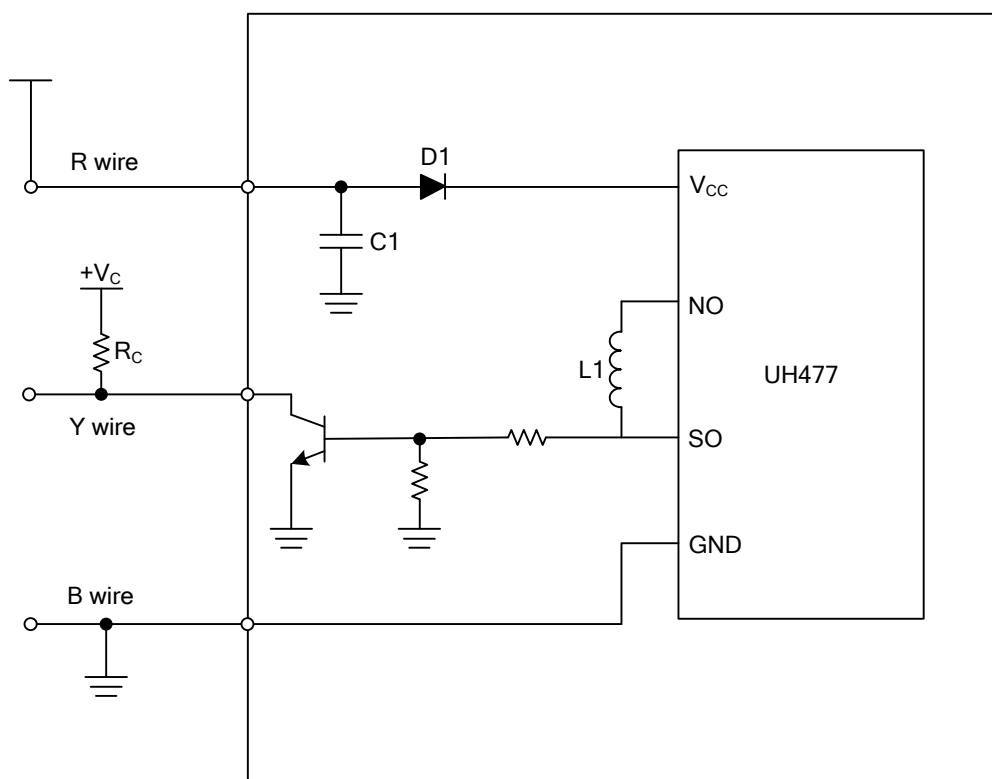 R wire
D1
V_CC
C1
+V_C
R_C
Y wire
NO
L1
UH477
SO
GND
B wire